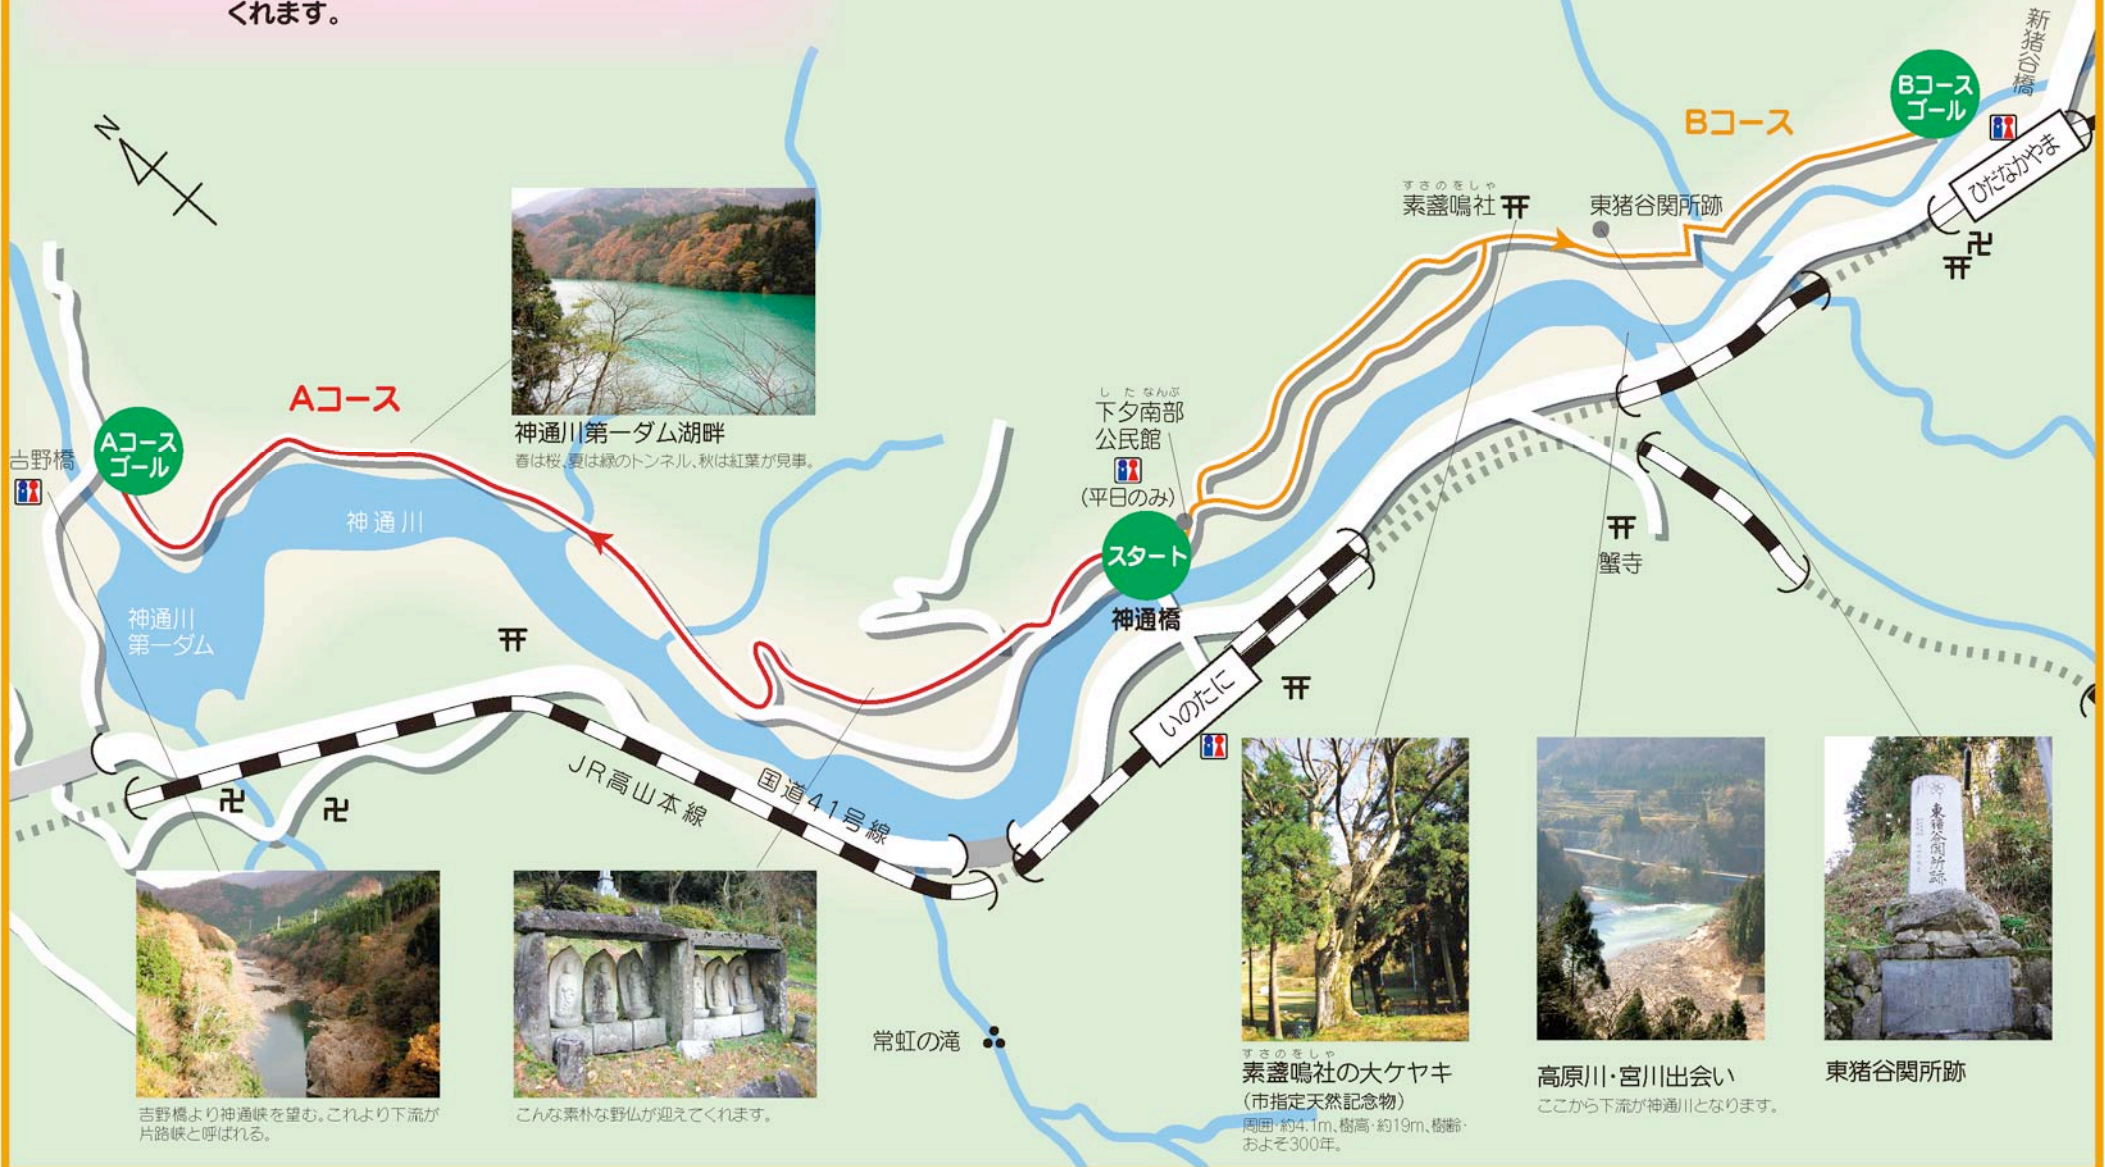 くれます。
N
新猪谷橋
Bコース
ゴール
Bコース
ひだなかやま
すさのをしゃ
素盞嗚社
東猪谷関所跡
Aコース
Aコース
ゴール
吉野橋
神通川第一ダム湖畔
春は桜、夏は緑のトンネル、秋は紅葉が見事。
したなんぶ
下夕南部
公民館
(平日のみ)
スタート
神通橋
神通川
神通川
第一ダム
蟹寺
いのたに
JR高山本線
国道41号線
常虹の滝
吉野橋より神通峡を望む。これより下流が
片路峡と呼ばれる。
こんな素朴な野仏が迎えてくれます。
すさのをしゃ
素盞嗚社の大ケヤキ
(市指定天然記念物)
周囲・約4.1m、樹高・約19m、樹齢・
およそ300年。
高原川・宮川出会い
ここから下流が神通川となります。
東猪谷関所跡
東猪谷関所跡